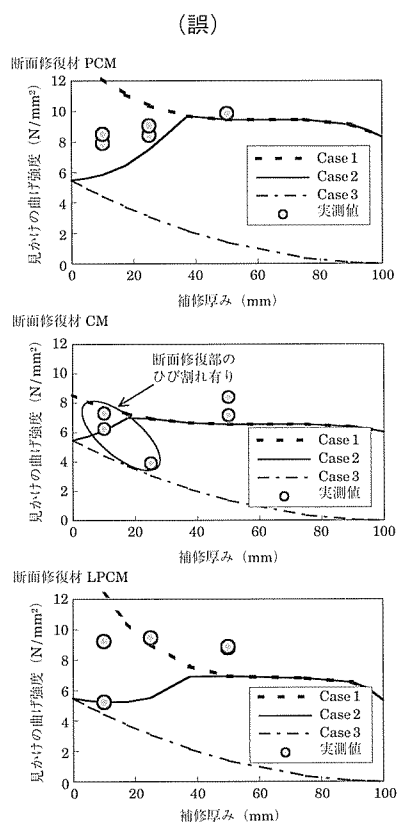 （誤）
断面修復材 PCM
見かけの曲げ強度（N/mm²）
12
10
8
6
4
2
0
Case 1
Case 2
Case 3
実測値
0 20 40 60 80 100
補修厚み（mm）
断面修復材 CM
見かけの曲げ強度（N/mm²）
12
10
8
6
4
2
0
断面修復部の
ひび割れ有り
Case 1
Case 2
Case 3
実測値
0 20 40 60 80 100
補修厚み（mm）
断面修復材 LPCM
見かけの曲げ強度（N/mm²）
12
10
8
6
4
2
0
Case 1
Case 2
Case 3
実測値
0 20 40 60 80 100
補修厚み（mm）